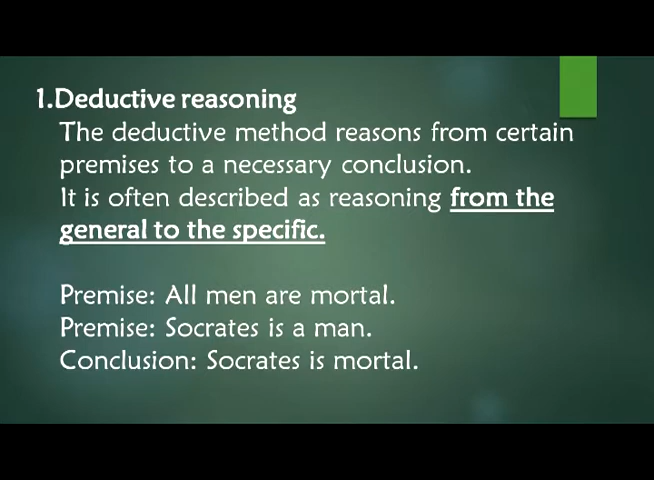 1.Deductive reasoning
The deductive method reasons from certain
premises to a necessary conclusion.
It is often described as reasoning from the
general to the specific.
Premise: All men are mortal.
Premise: Socrates is a man.
Conclusion: Socrates is mortal.